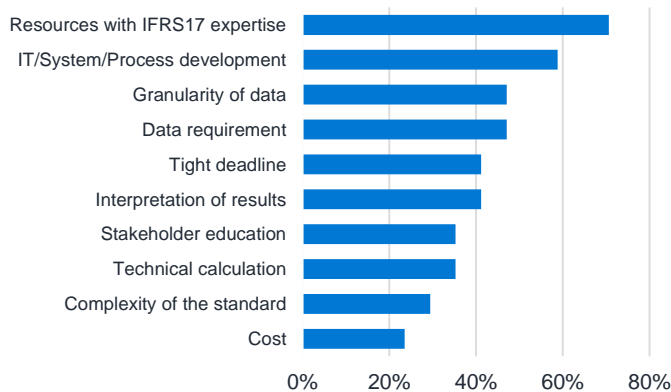 Resources with IFRS17 expertise
IT/System/Process development
Granularity of data
Data requirement
Tight deadline
Interpretation of results
Stakeholder education
Technical calculation
Complexity of the standard
Cost
0% 20% 40% 60% 80%